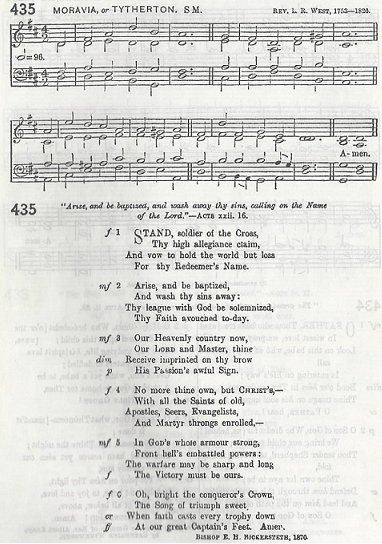 435 MORAVIA, or TYTHERTON. S.M. REV. L. R. WEST, 1753—1826.
=96.
A- men.
435 "Arise, and be baptized, and wash away thy sins, calling on the Name
of the Lord."—ACTS xxii. 16.
f 1 STAND, soldier of the Cross,
Thy high allegiance claim,
And vow to hold the world but loss
For thy Redeemer's Name.
mf 2 Arise, and be baptized,
And wash thy sins away:
Thy league with God be solemnized,
Thy Faith avouched to-day.
mf 3 Our Heavenly country now,
Our LORD and Master, thine
dim Receive imprinted on thy brow
p His Passion's awful Sign.
f 4 No more thine own, but CHRIST'S,—
With all the Saints of old,
Apostles, Seers, Evangelists,
And Martyr throngs enrolled,—
mf 5 In God's whole armour strong,
Front hell's embattled powers:
The warfare may be sharp and long
f The Victory must be ours.
f 6 Oh, bright the conqueror's Crown,
The Song of triumph sweet,
cr When faith casts every trophy down
ff At our great Captain's Feet. Amen.
BISHOP E. H. BICKERSTETH, 1870.